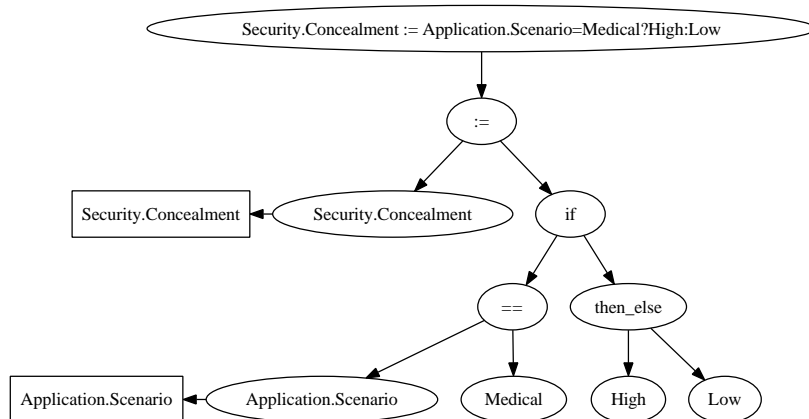 Security.Concealment := Application.Scenario=Medical?High:Low
:=
Security.Concealment
Security.Concealment
if
==
then_else
Application.Scenario
Application.Scenario
Medical
High
Low